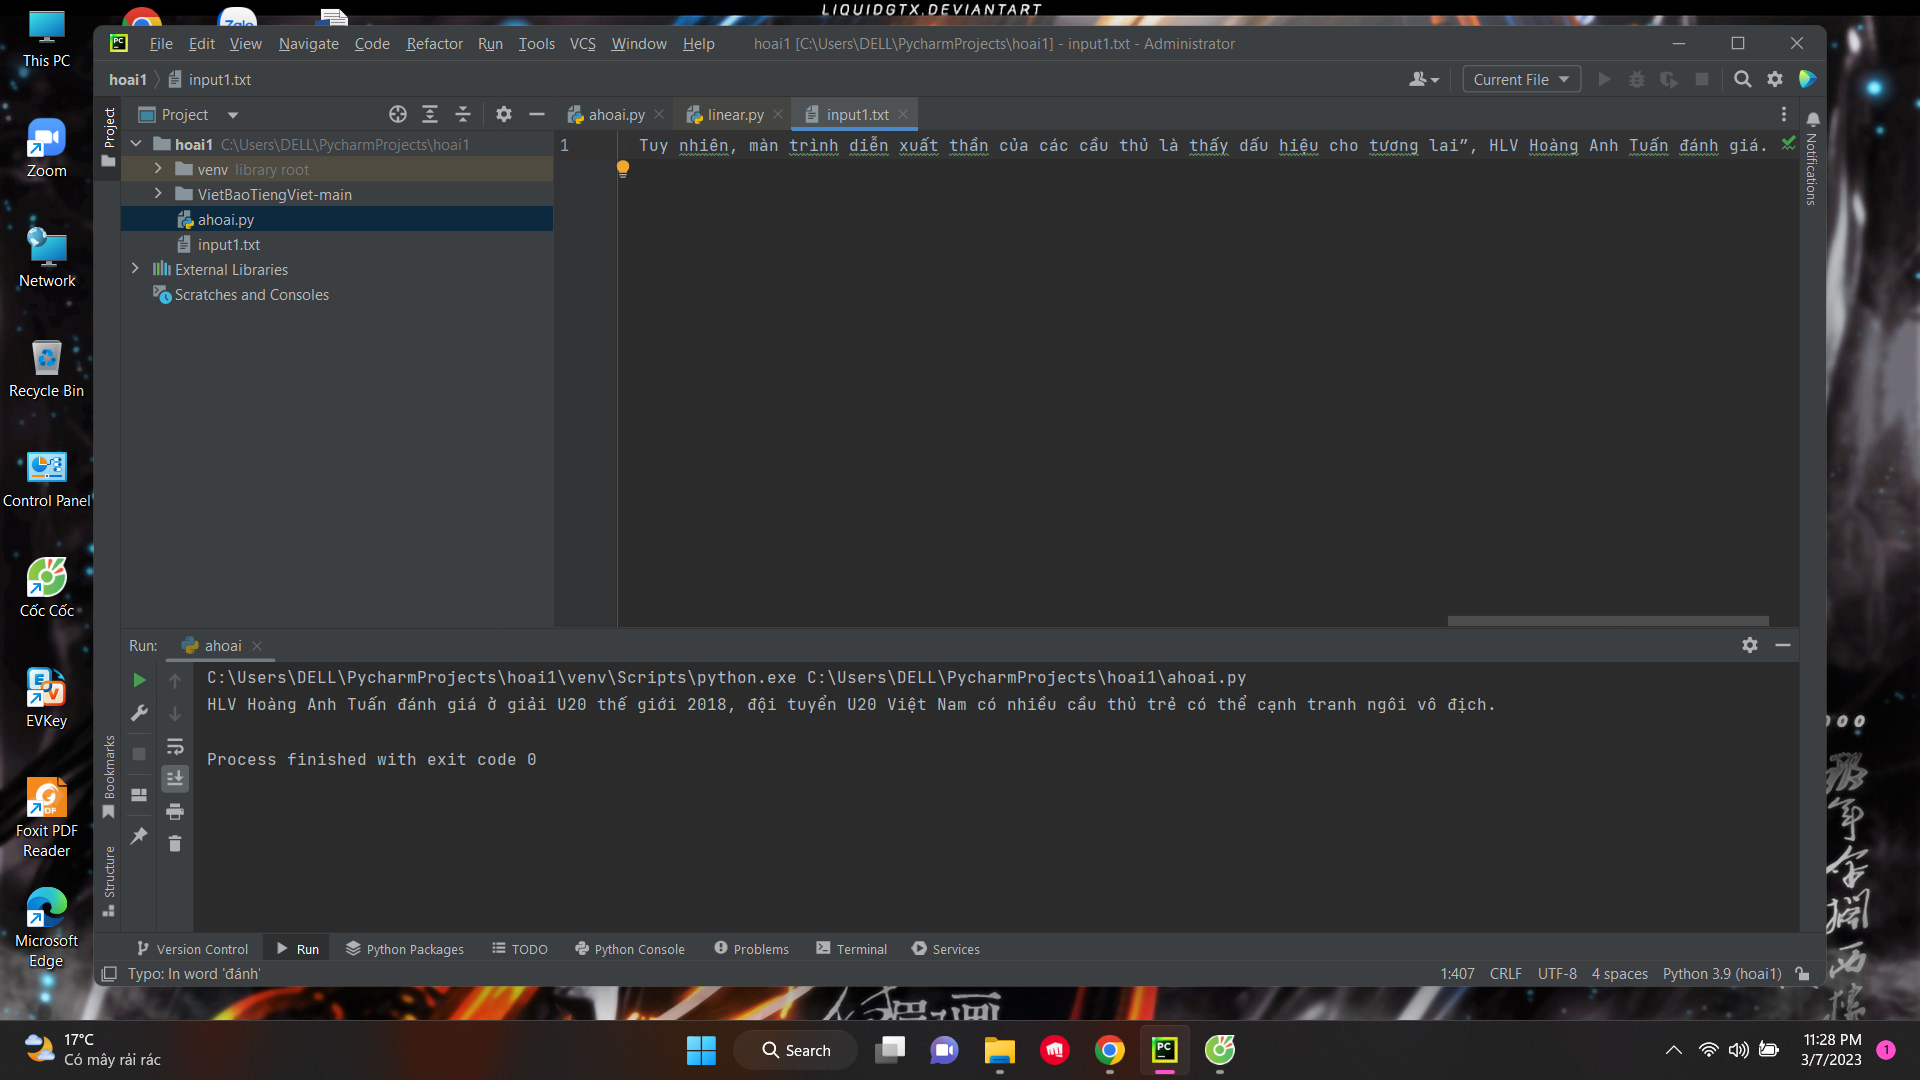 LIQUIDGTX.DEVIANTART
This PC
Zalo
File Edit View Navigate Code Refactor Run Tools VCS Window Help hoai1 [C:\Users\DELL\PycharmProjects\hoai1] - input1.txt - Administrator
hoai1 input1.txt
Current File
Project
Project
ahoai.py linear.py input1.txt
hoai1 C:\Users\DELL\PycharmProjects\hoai1
venv library root
VietBaoTiengViet-main
ahoai.py
input1.txt
External Libraries
Scratches and Consoles
1 Tuy nhiên, màn trình diễn xuất thần của các cầu thủ là thấy dấu hiệu cho tương lai”, HLV Hoàng Anh Tuấn đánh giá.
Notifications
Zoom
Network
Recycle Bin
Control Panel
Cốc Cốc
EVKey
Foxit PDF
Reader
Microsoft
Edge
Run: ahoai
C:\Users\DELL\PycharmProjects\hoai1\venv\Scripts\python.exe C:\Users\DELL\PycharmProjects\hoai1\ahoai.py
HLV Hoàng Anh Tuấn đánh giá ở giải U20 thế giới 2018, đội tuyển U20 Việt Nam có nhiều cầu thủ trẻ có thể cạnh tranh ngôi vô địch.
Process finished with exit code 0
Bookmarks
Structure
Version Control Run Python Packages TODO Python Console Problems Terminal Services
Typo: In word 'đánh'
1:407 CRLF UTF-8 4 spaces Python 3.9 (hoai1)
17°C
Có mây rải rác
Search
11:28 PM
3/7/2023
1